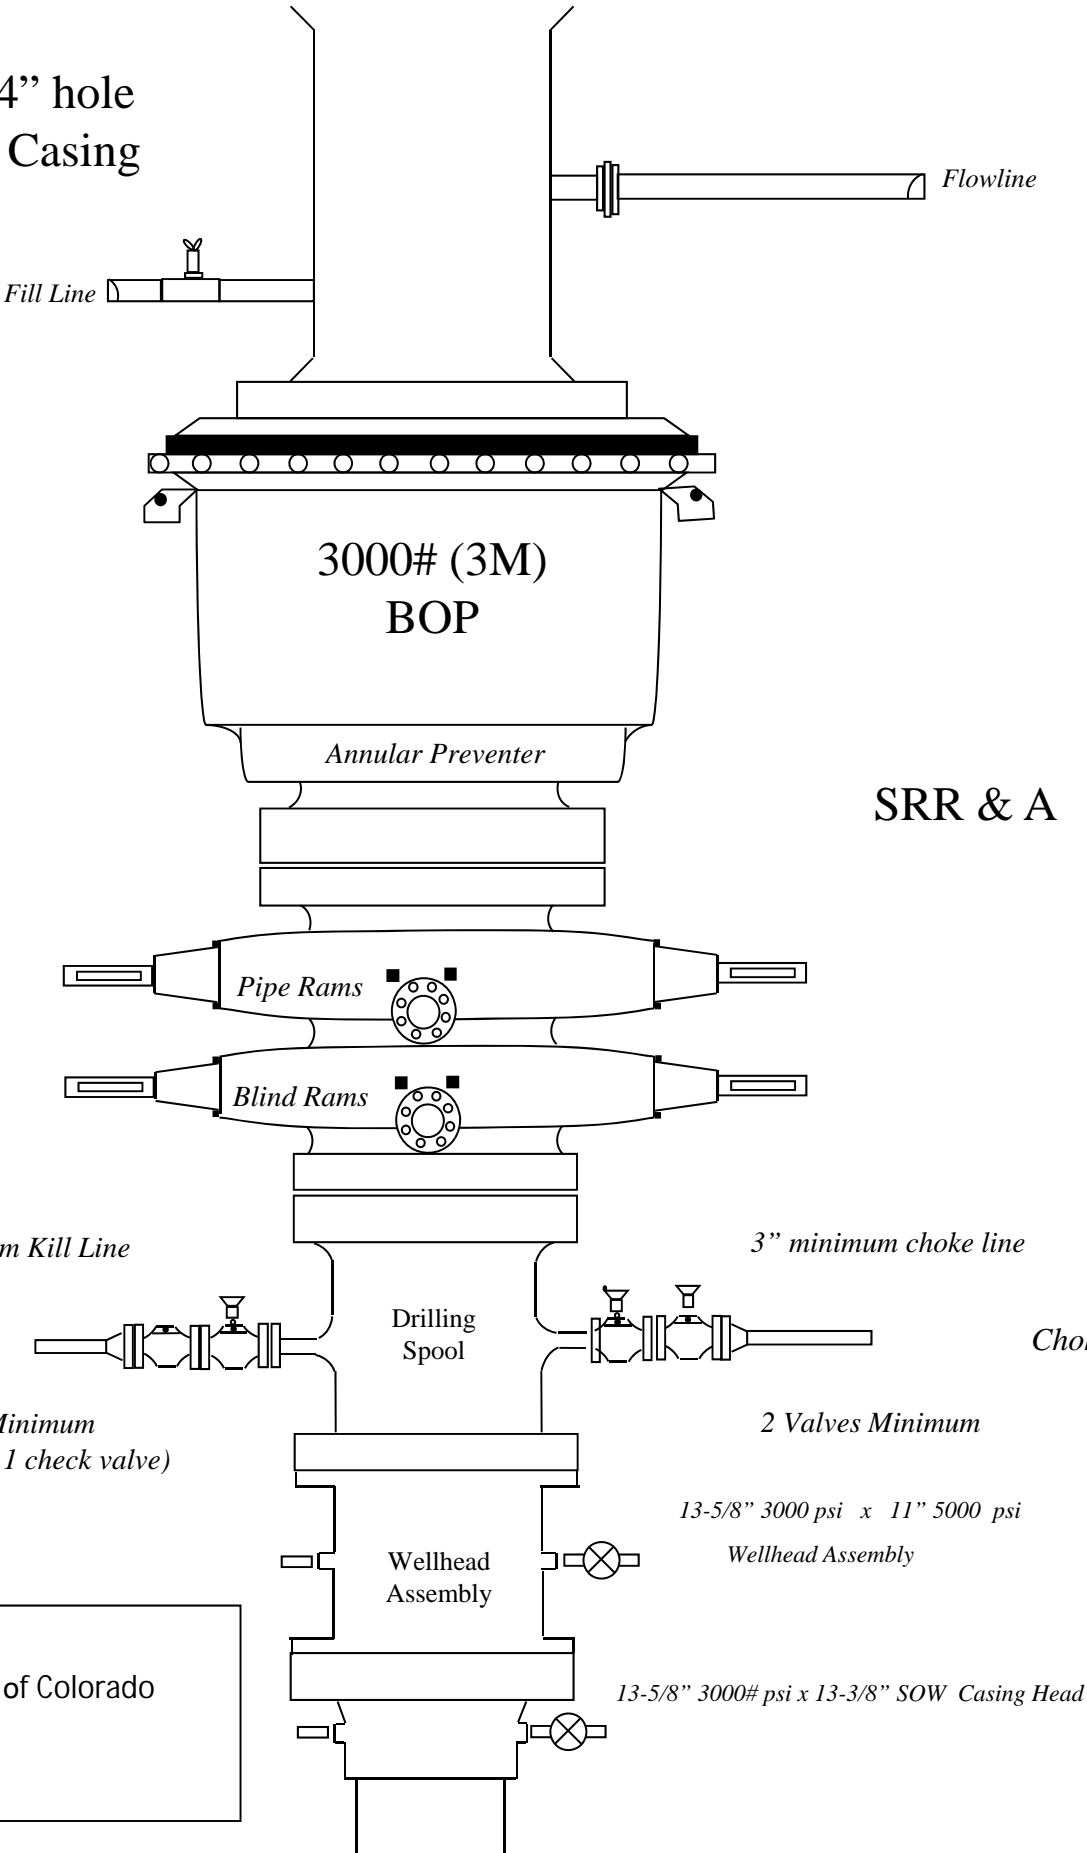 4” hole
Casing
Flowline
Fill Line
3000# (3M)
BOP
Annular Preventer
SRR & A
Pipe Rams
Blind Rams
Kill Line
3” minimum choke line
Drilling
Spool
Minimum
1 check valve)
2 Valves Minimum
13-5/8” 3000 psi x 11” 5000 psi
Wellhead Assembly
Wellhead
Assembly
of Colorado
13-5/8” 3000# psi x 13-3/8” SOW Casing Head